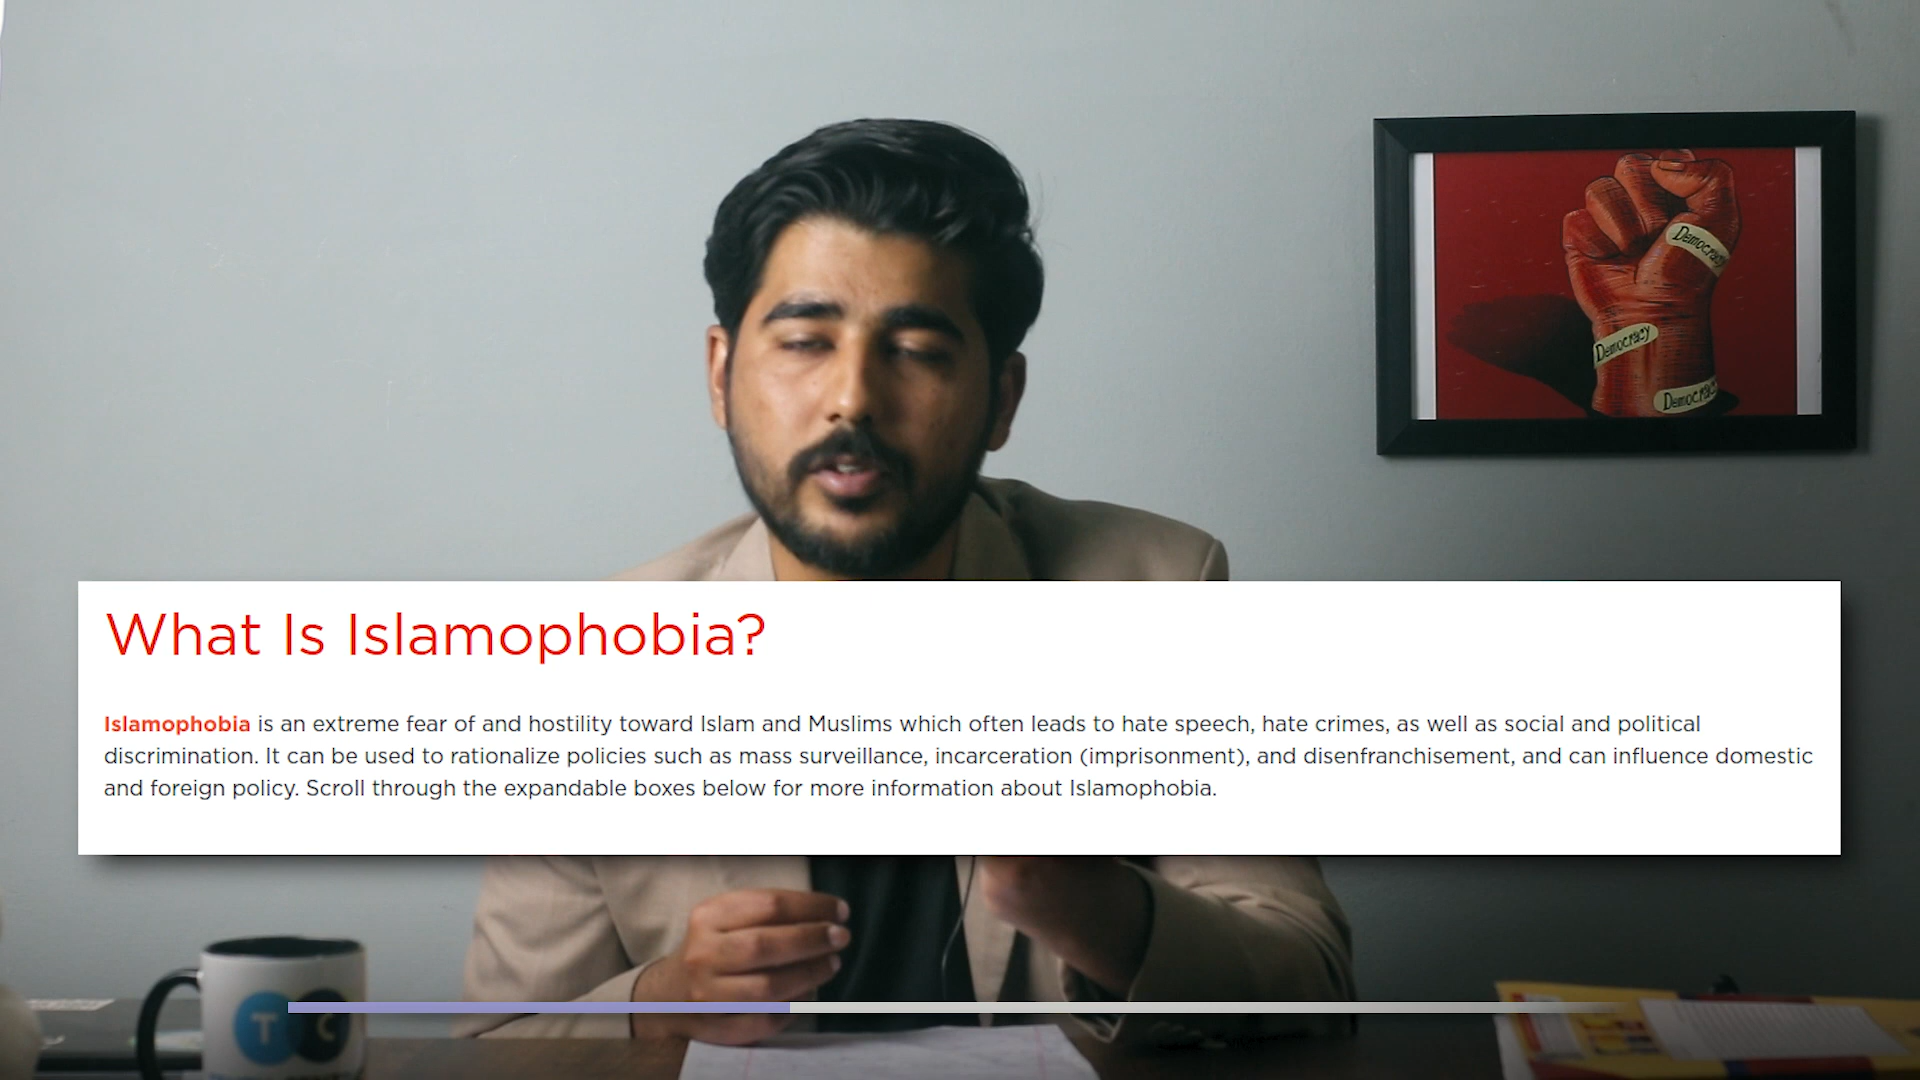 Democracy
Democracy
Democracy
What Is Islamophobia?
Islamophobia is an extreme fear of and hostility toward Islam and Muslims which often leads to hate speech, hate crimes, as well as social and political
discrimination. It can be used to rationalize policies such as mass surveillance, incarceration (imprisonment), and disenfranchisement, and can influence domestic
and foreign policy. Scroll through the expandable boxes below for more information about Islamophobia.
TC